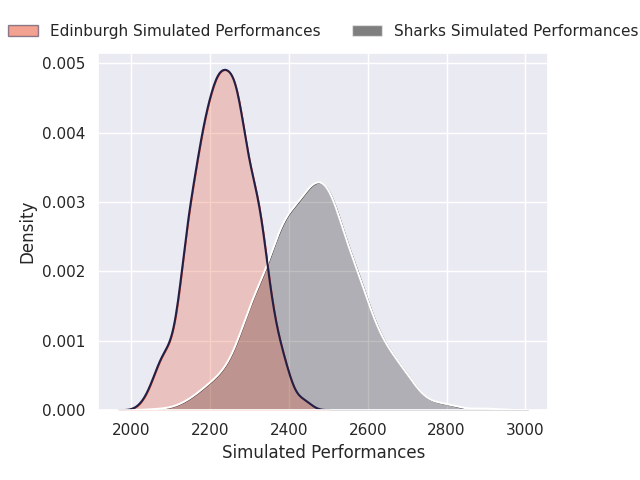 Edinburgh Simulated Performances Sharks Simulated Performances
0.005
0.004
0.003
0.002
0.001
0.000
Density
2000 2200 2400 2600 2800 3000
Simulated Performances